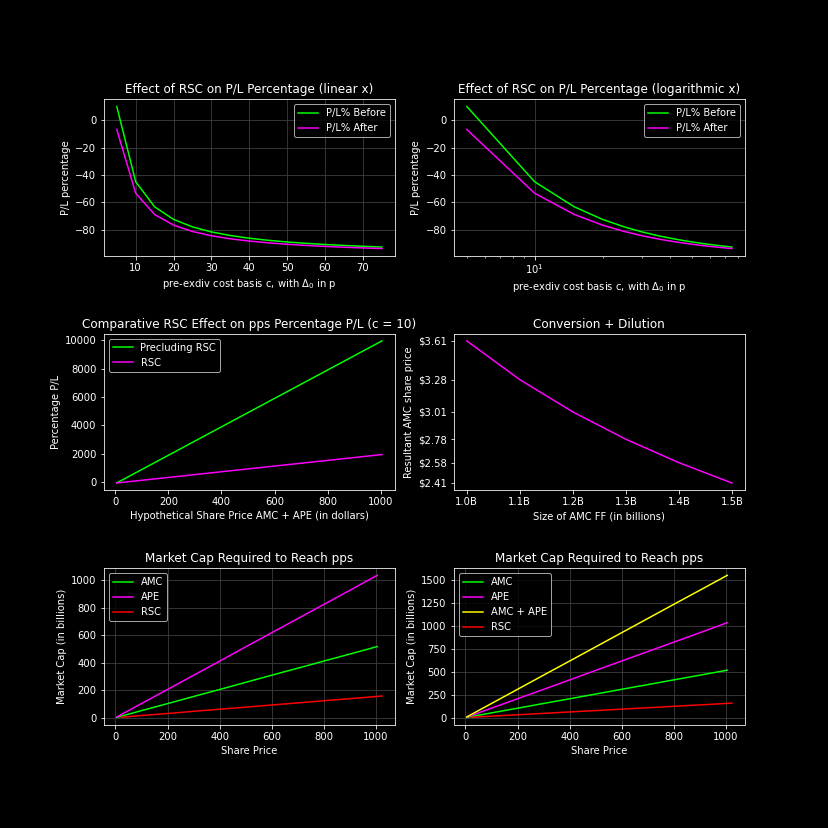 Effect of RSC on P/L Percentage (linear x)
P/L percentage
0
−20
−40
−60
−80
P/L% Before
P/L% After
10 20 30 40 50 60 70
pre-exdiv cost basis c, with Δ₀ in p
Effect of RSC on P/L Percentage (logarithmic x)
P/L percentage
0
−20
−40
−60
−80
P/L% Before
P/L% After
10¹
pre-exdiv cost basis c, with Δ₀ in p
Comparative RSC Effect on pps Percentage P/L (c = 10)
Percentage P/L
10000
8000
6000
4000
2000
0
Precluding RSC
RSC
0 200 400 600 800 1000
Hypothetical Share Price AMC + APE (in dollars)
Conversion + Dilution
Resultant AMC share price
$3.61
$3.28
$3.01
$2.78
$2.58
$2.41
1.0B 1.1B 1.2B 1.3B 1.4B 1.5B
Size of AMC FF (in billions)
Market Cap Required to Reach pps
Market Cap (in billions)
1000
800
600
400
200
0
AMC
APE
RSC
0 200 400 600 800 1000
Share Price
Market Cap Required to Reach pps
Market Cap (in billions)
1500
1250
1000
750
500
250
0
AMC
APE
AMC + APE
RSC
0 200 400 600 800 1000
Share Price